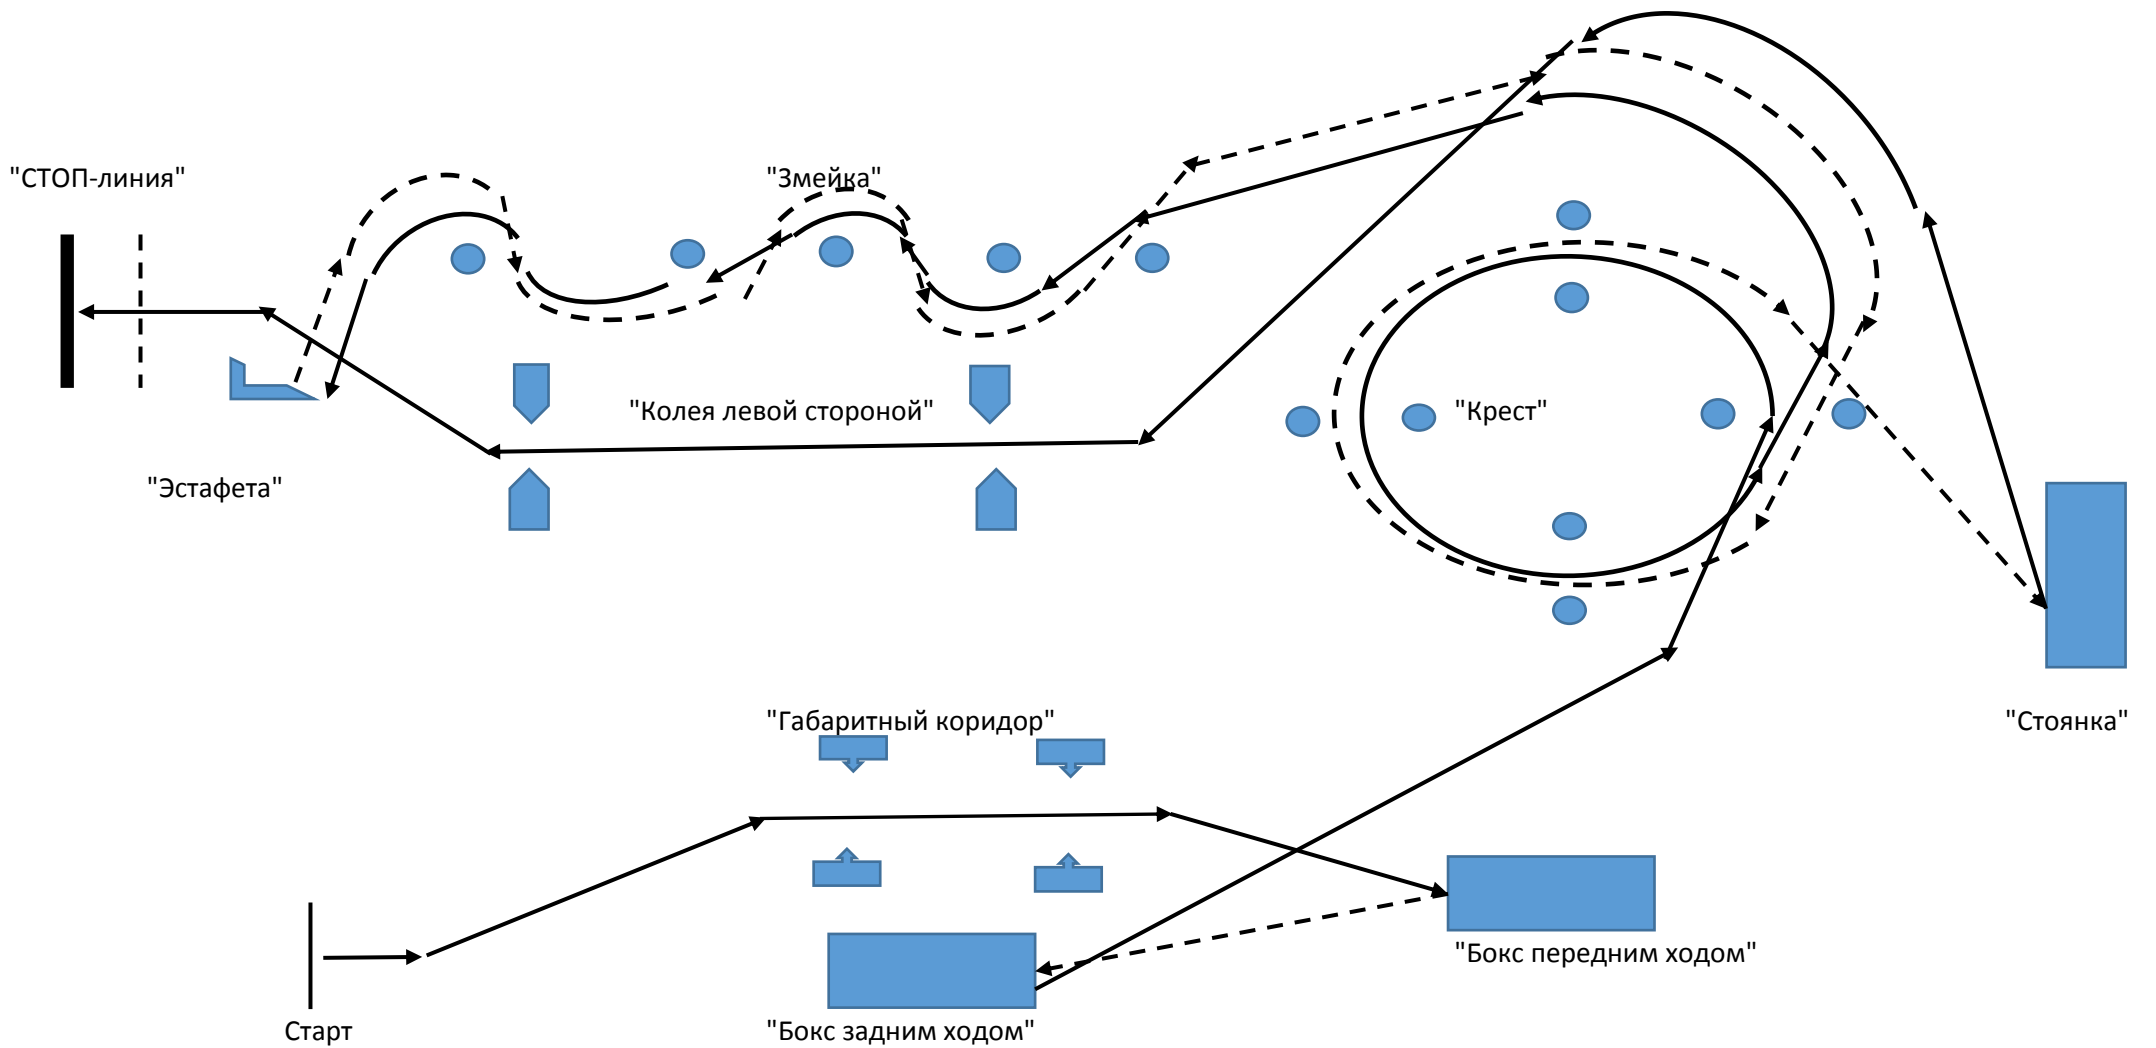 "СТОП-линия"
"Змейка"
"Колея левой стороной"
"Крест"
"Эстафета"
"Габаритный коридор"
"Стоянка"
"Бокс передним ходом"
Старт
"Бокс задним ходом"